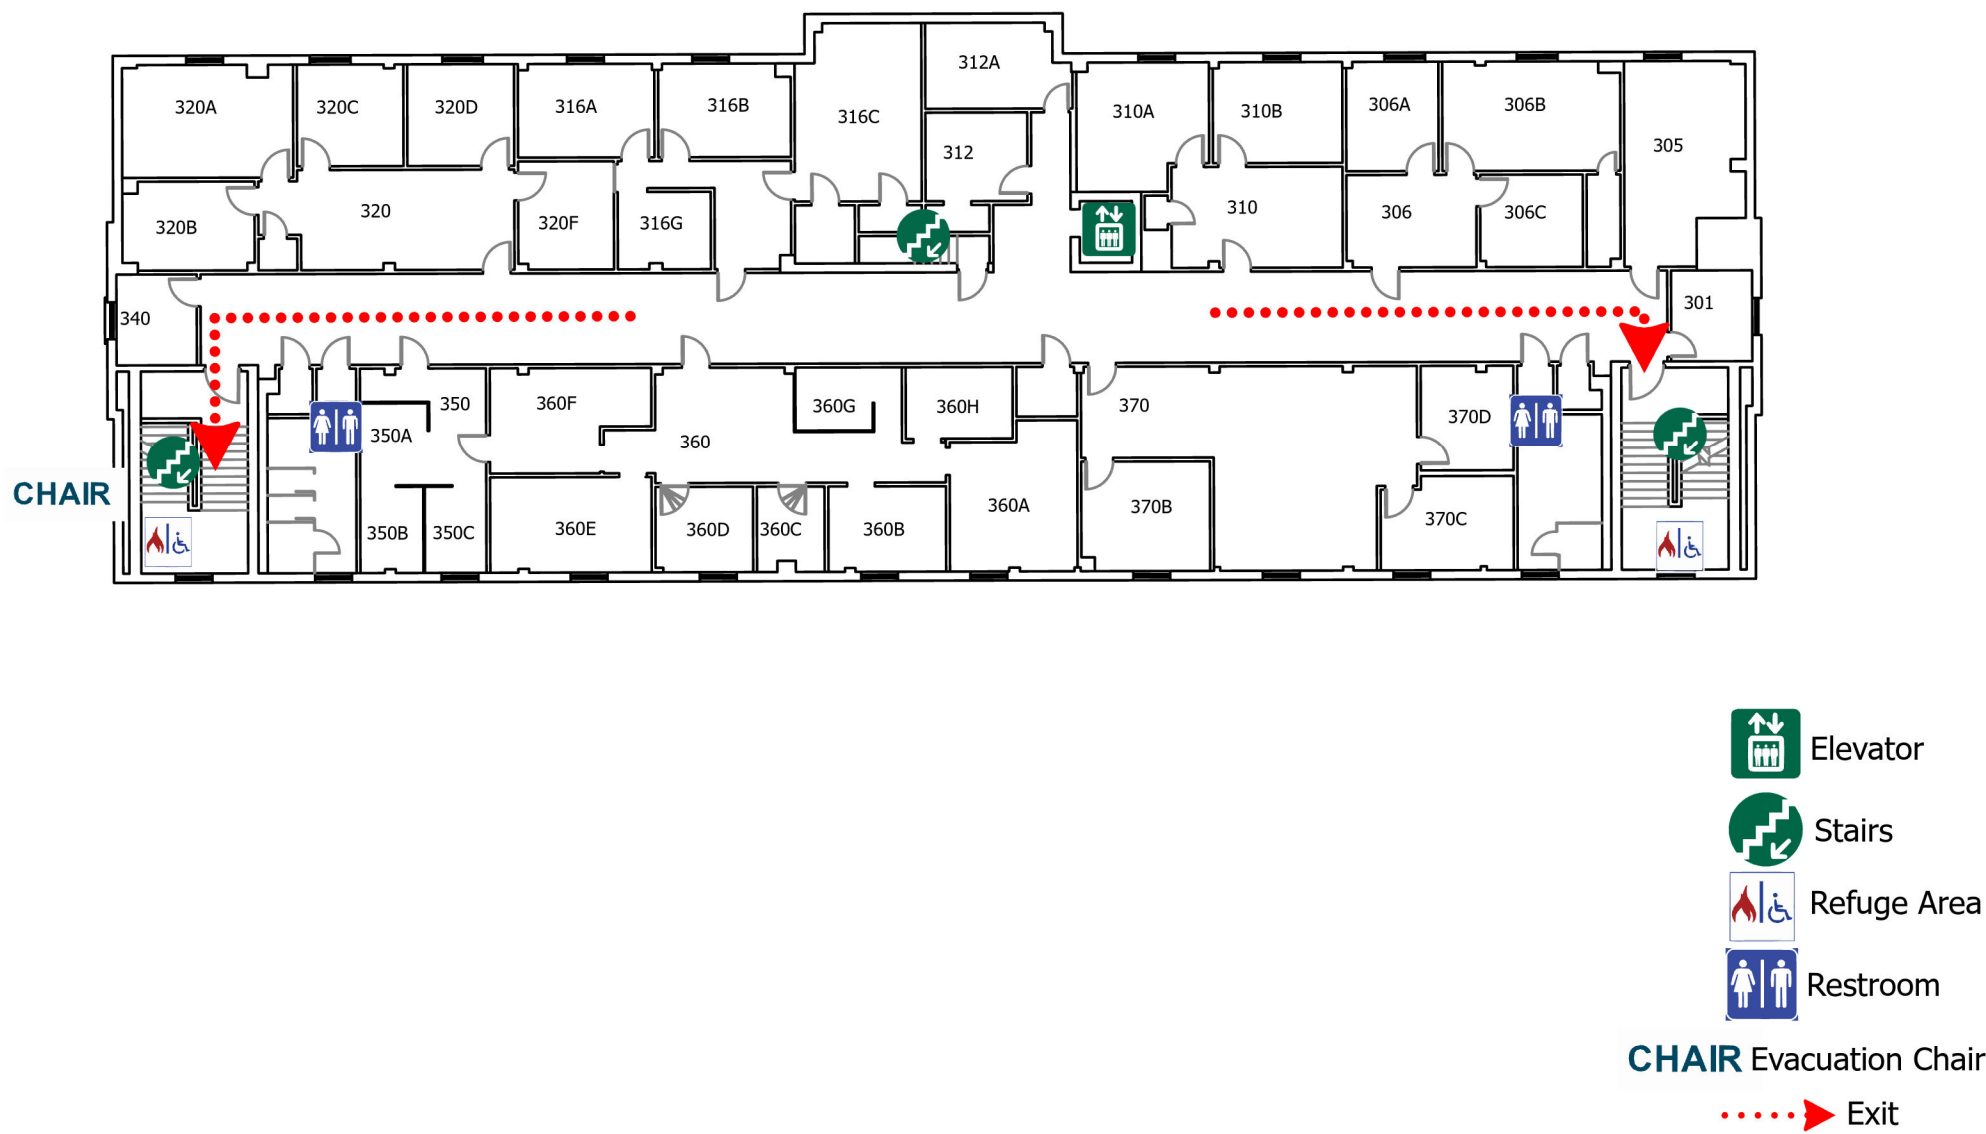 312A
320A
320C
320D
316A
316B
316C
310A
310B
306A
306B
305
312
320
320B
320F
316G
310
306
306C
340
301
350
360F
360G
360H
370
370D
350A
360
CHAIR
350B
350C
360E
360D
360C
360B
360A
370B
370C
Elevator
Stairs
Refuge Area
Restroom
CHAIR Evacuation Chair
Exit